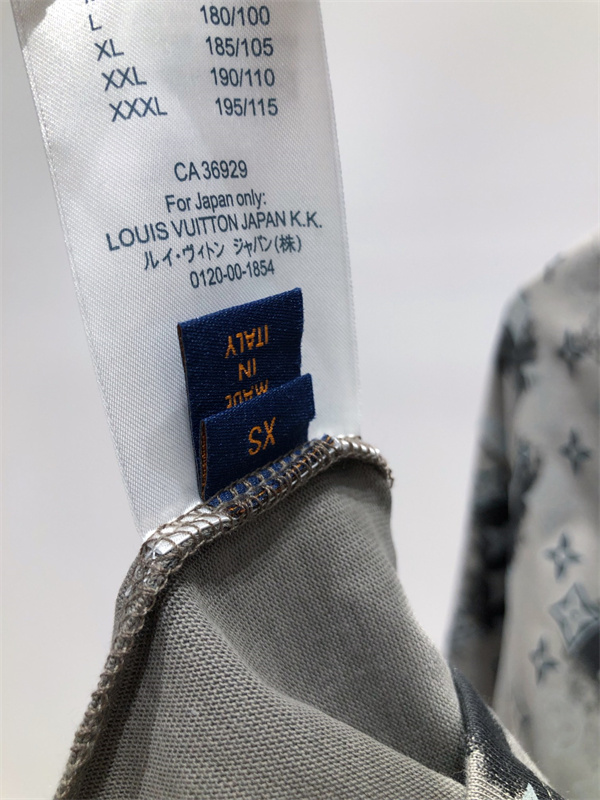 L 180/100
XL 185/105
XXL 190/110
XXXL 195/115
CA 36929
For Japan only:
LOUIS VUITTON JAPAN K.K.
ルイ・ヴィトン ジャパン(株)
0120-00-1854
MADE
IN
ITALY
XS